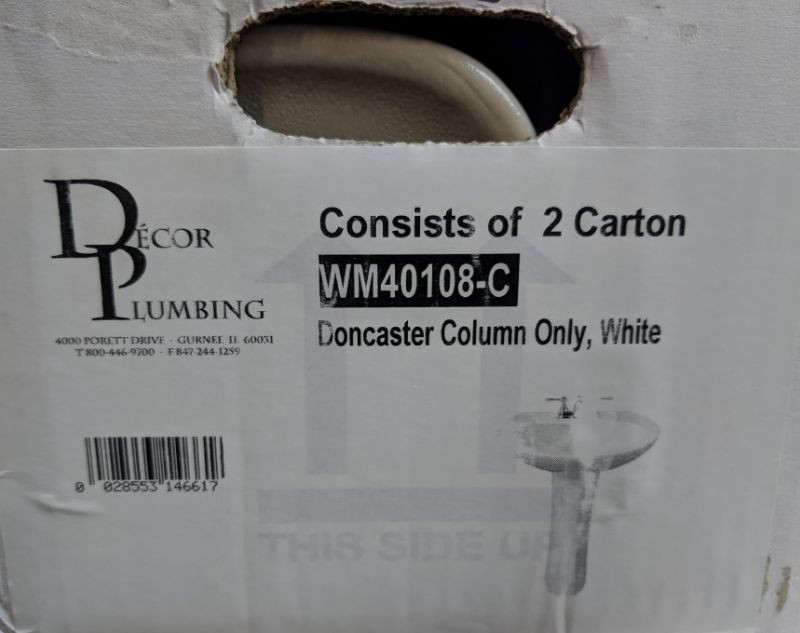 DÉCOR
PLUMBING
4000 PORETT DRIVE - GURNEE IL 60031
T 800-446-9700 - F 847-244-1259
Consists of 2 Carton
WM40108-C
Doncaster Column Only, White
0 028553 146617
THIS SIDE UP